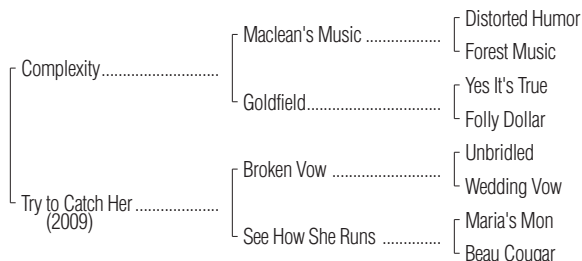 Distorted Humor
Maclean's Music ....................
Forest Music
Complexity................................
Yes It's True
Goldfield....................................
Folly Dollar
Unbridled
Broken Vow .............................
Wedding Vow
Try to Catch Her .......................
(2009)
Maria's Mon
See How She Runs ................
Beau Cougar